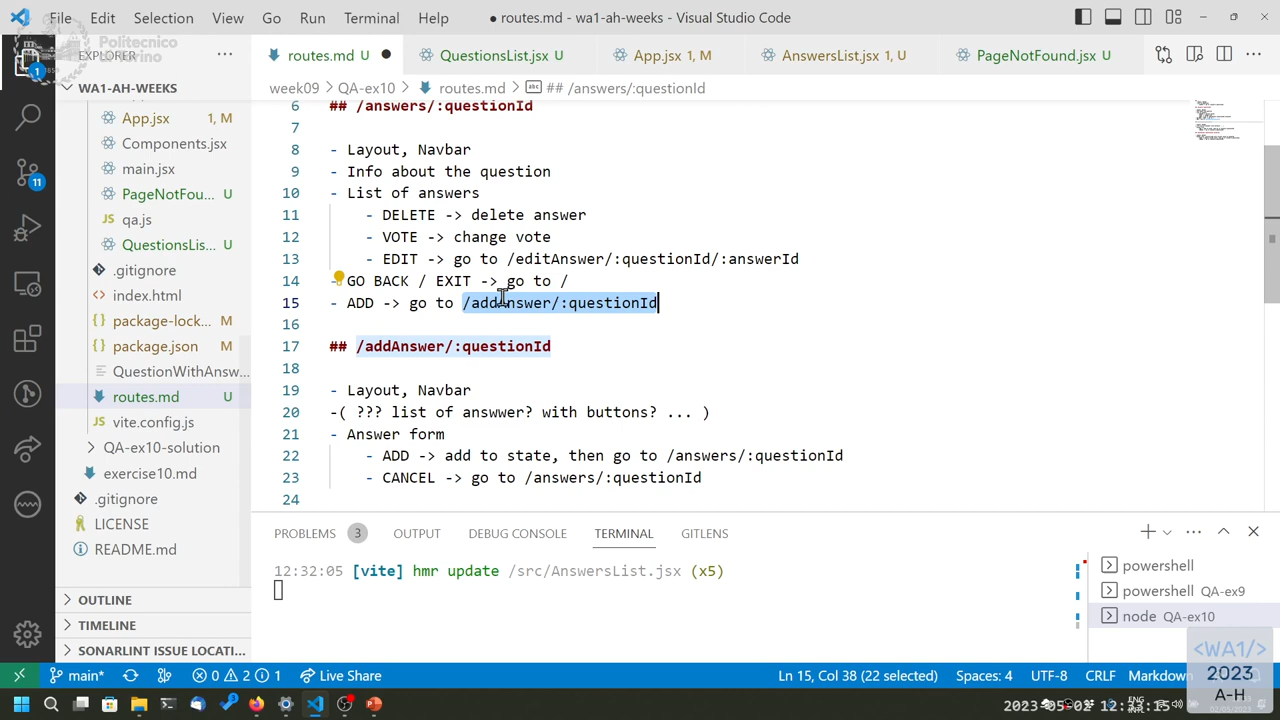 File Edit Selection View Go Run Terminal Help ● routes.md - wa1-ah-weeks - Visual Studio Code
Politecnico
Torino
EXPLORER ...
routes.md U ● QuestionsList.jsx U App.jsx 1, M AnswersList.jsx 1, U PageNotFound.jsx U
week09 > QA-ex10 > routes.md > ## /answers/:questionId
WA1-AH-WEEKS
App.jsx 1, M
Components.jsx
main.jsx
PageNotFou... U
qa.js
QuestionsLis... U
.gitignore
index.html
package-lock... M
package.json M
QuestionWithAnsw...
routes.md U
vite.config.js
QA-ex10-solution
exercise10.md
.gitignore
LICENSE
README.md
OUTLINE
TIMELINE
SONARLINT ISSUE LOCATI...
1
11
6 ## /answers/:questionId
7
8 - Layout, Navbar
9 - Info about the question
10 - List of answers
11 - DELETE -> delete answer
12 - VOTE -> change vote
13 - EDIT -> go to /editAnswer/:questionId/:answerId
14 - GO BACK / EXIT -> go to /
15 - ADD -> go to /addAnswer/:questionId
16
17 ## /addAnswer/:questionId
18
19 - Layout, Navbar
20 -( ??? list of answwer? with buttons? ... )
21 - Answer form
22 - ADD -> add to state, then go to /answers/:questionId
23 - CANCEL -> go to /answers/:questionId
24
PROBLEMS 3 OUTPUT DEBUG CONSOLE TERMINAL GITLENS
12:32:05 [vite] hmr update /src/AnswersList.jsx (x5)
powershell
powershell QA-ex9
node QA-ex10
<WA1/>
2023
A-H
main* 0 2 1 Live Share Ln 15, Col 38 (22 selected) Spaces: 4 UTF-8 CRLF Markdown
ENG